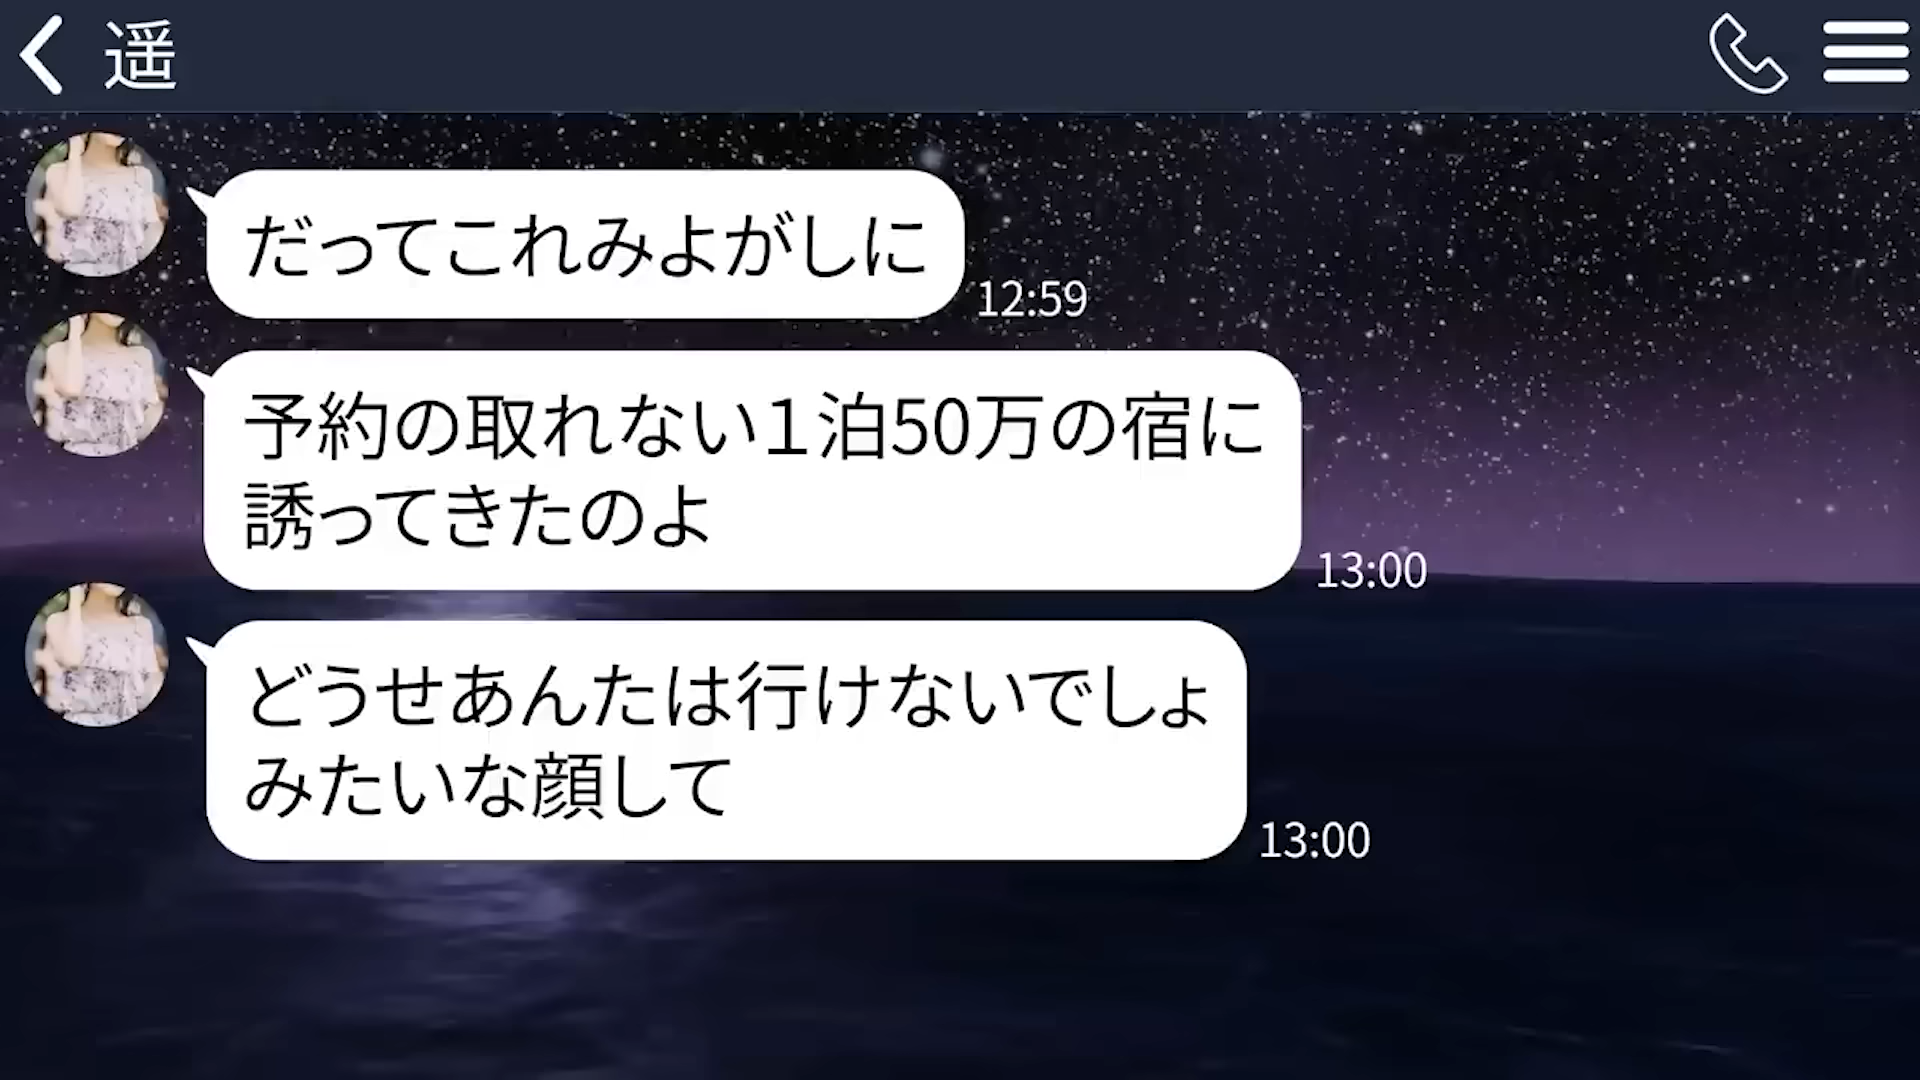 遥
だってこれみよがしに
12:59
予約の取れない1泊50万の宿に
誘ってきたのよ
13:00
どうせあんたは行けないでしょ
みたいな顔して
13:00